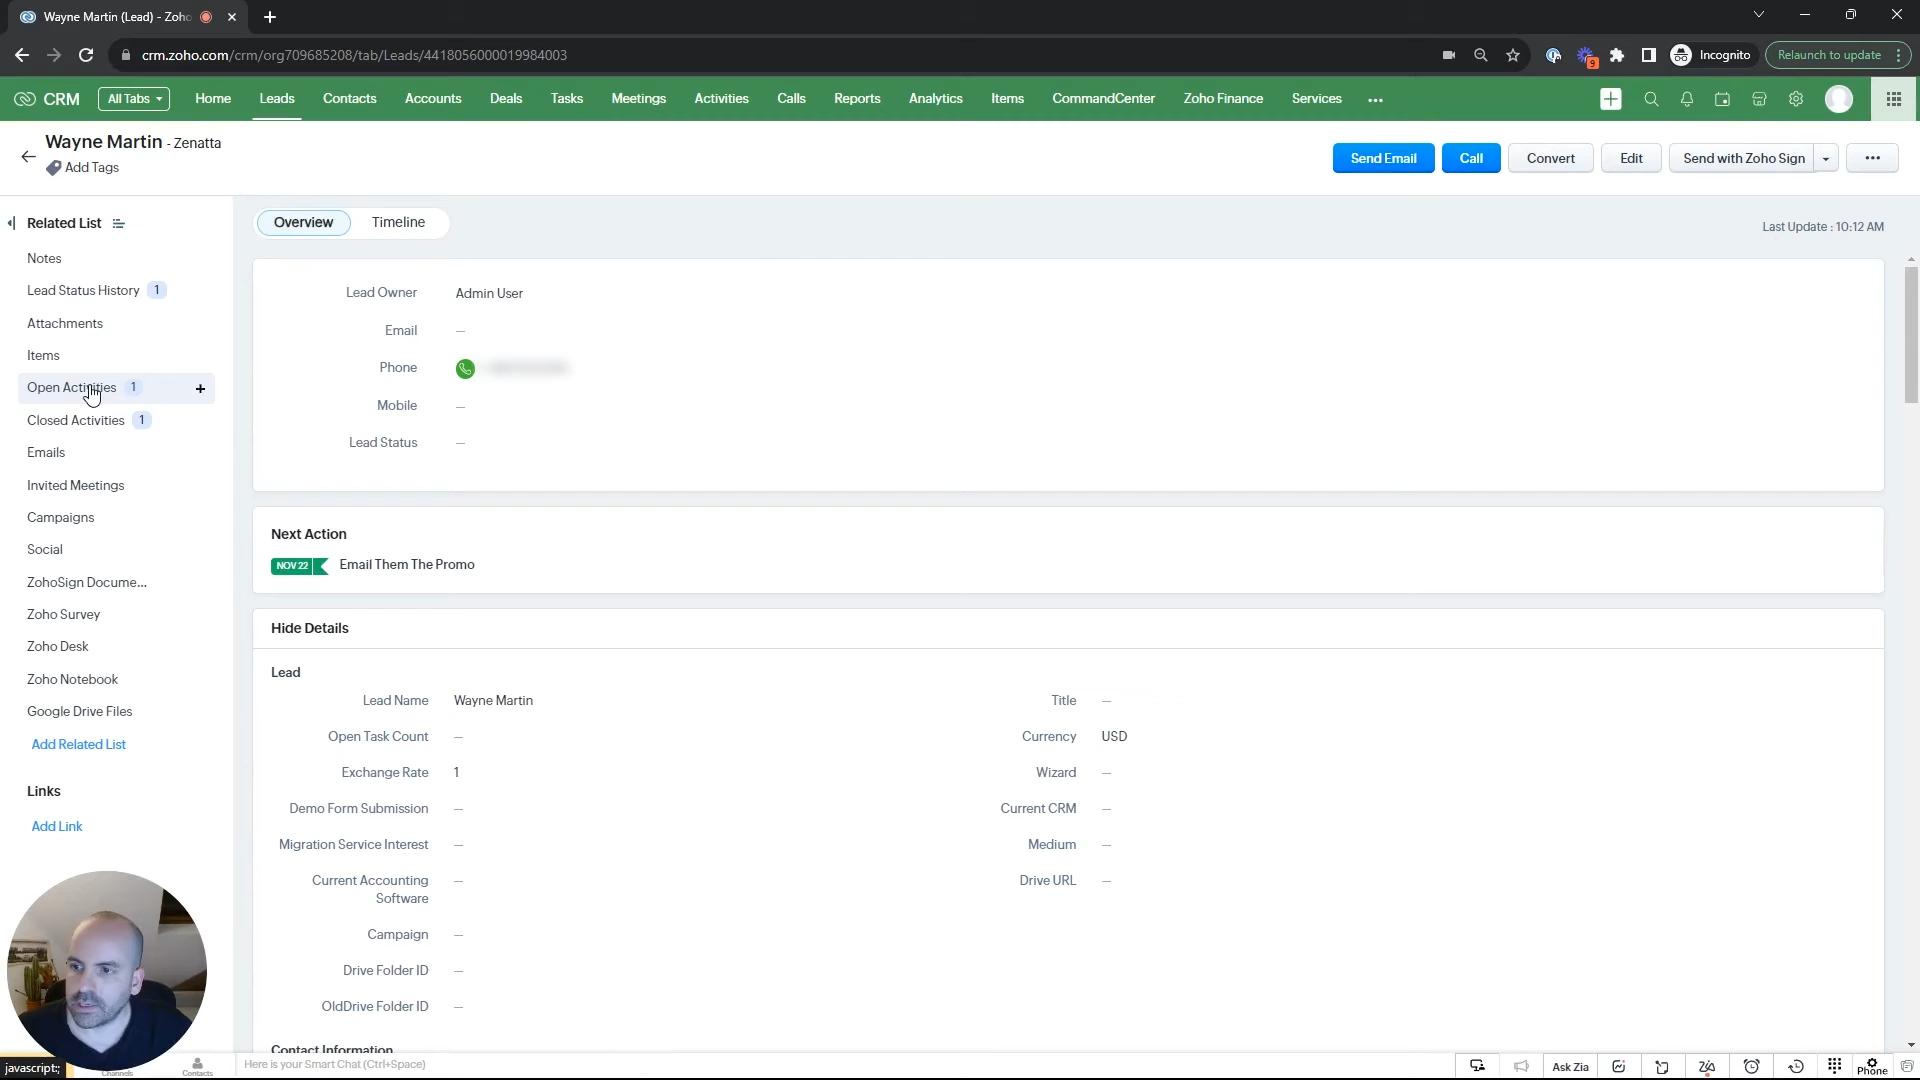 Wayne Martin (Lead) - Zoho
crm.zoho.com/crm/org709685208/tab/Leads/4418056000019984003
9
Incognito
Relaunch to update
CRM
All Tabs
Home
Leads
Contacts
Accounts
Deals
Tasks
Meetings
Activities
Calls
Reports
Analytics
Items
CommandCenter
Zoho Finance
Services
Wayne Martin - Zenatta
Add Tags
Send Email
Call
Convert
Edit
Send with Zoho Sign
Related List
Notes
Lead Status History 1
Attachments
Items
Open Activities 1
Closed Activities 1
Emails
Invited Meetings
Campaigns
Social
ZohoSign Docume...
Zoho Survey
Zoho Desk
Zoho Notebook
Google Drive Files
Add Related List
Links
Add Link
Overview
Timeline
Last Update : 10:12 AM
Lead Owner Admin User
Email —
Phone
Mobile —
Lead Status —
Next Action
NOV 22 Email Them The Promo
Hide Details
Lead
Lead Name Wayne Martin
Title —
Open Task Count —
Currency USD
Exchange Rate 1
Wizard —
Demo Form Submission —
Current CRM —
Migration Service Interest —
Medium —
Current Accounting
Software —
Drive URL —
Campaign —
Drive Folder ID —
OldDrive Folder ID —
Contact Information
javascript:;
Channels
Contacts
Here is your Smart Chat (Ctrl+Space)
Ask Zia
Phone